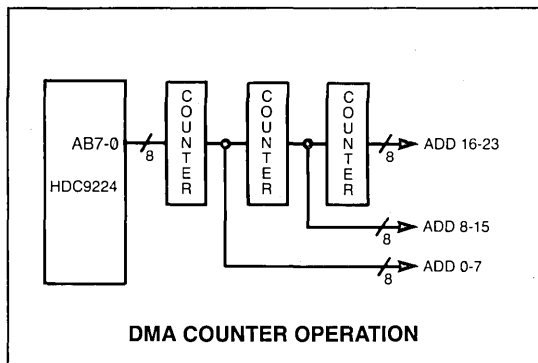 COUNTER
COUNTER
COUNTER
AB7-0
8
8
ADD 16-23
HDC9224
8
ADD 8-15
8
ADD 0-7
DMA COUNTER OPERATION